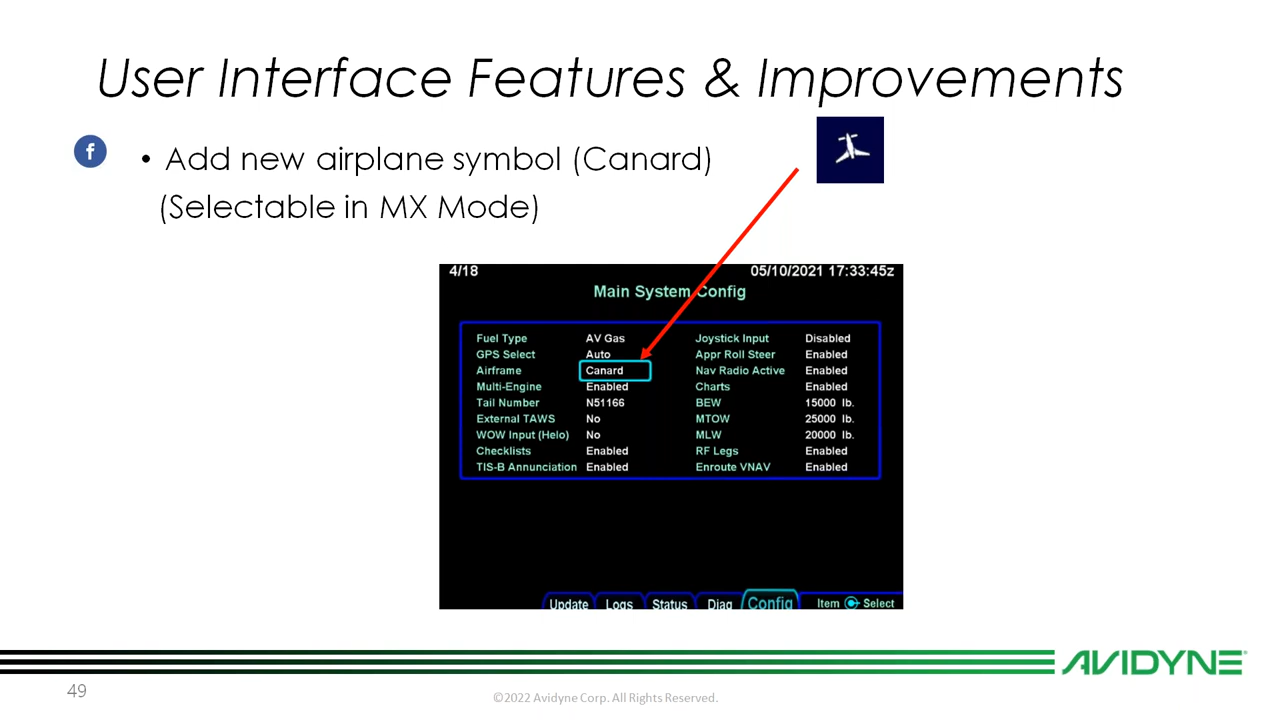 User Interface Features & Improvements
f
• Add new airplane symbol (Canard)
(Selectable in MX Mode)
4/18 05/10/2021 17:33:45z
Main System Config
Fuel Type AV Gas Joystick Input Disabled
GPS Select Auto Appr Roll Steer Enabled
Airframe Canard Nav Radio Active Enabled
Multi-Engine Enabled Charts Enabled
Tail Number N51166 BEW 15000 lb.
External TAWS No MTOW 25000 lb.
WOW Input (Helo) No MLW 20000 lb.
Checklists Enabled RF Legs Enabled
TIS-B Annunciation Enabled Enroute VNAV Enabled
Update Logs Status Diag Config Item Select
AVIDYNE
49
©2022 Avidyne Corp. All Rights Reserved.